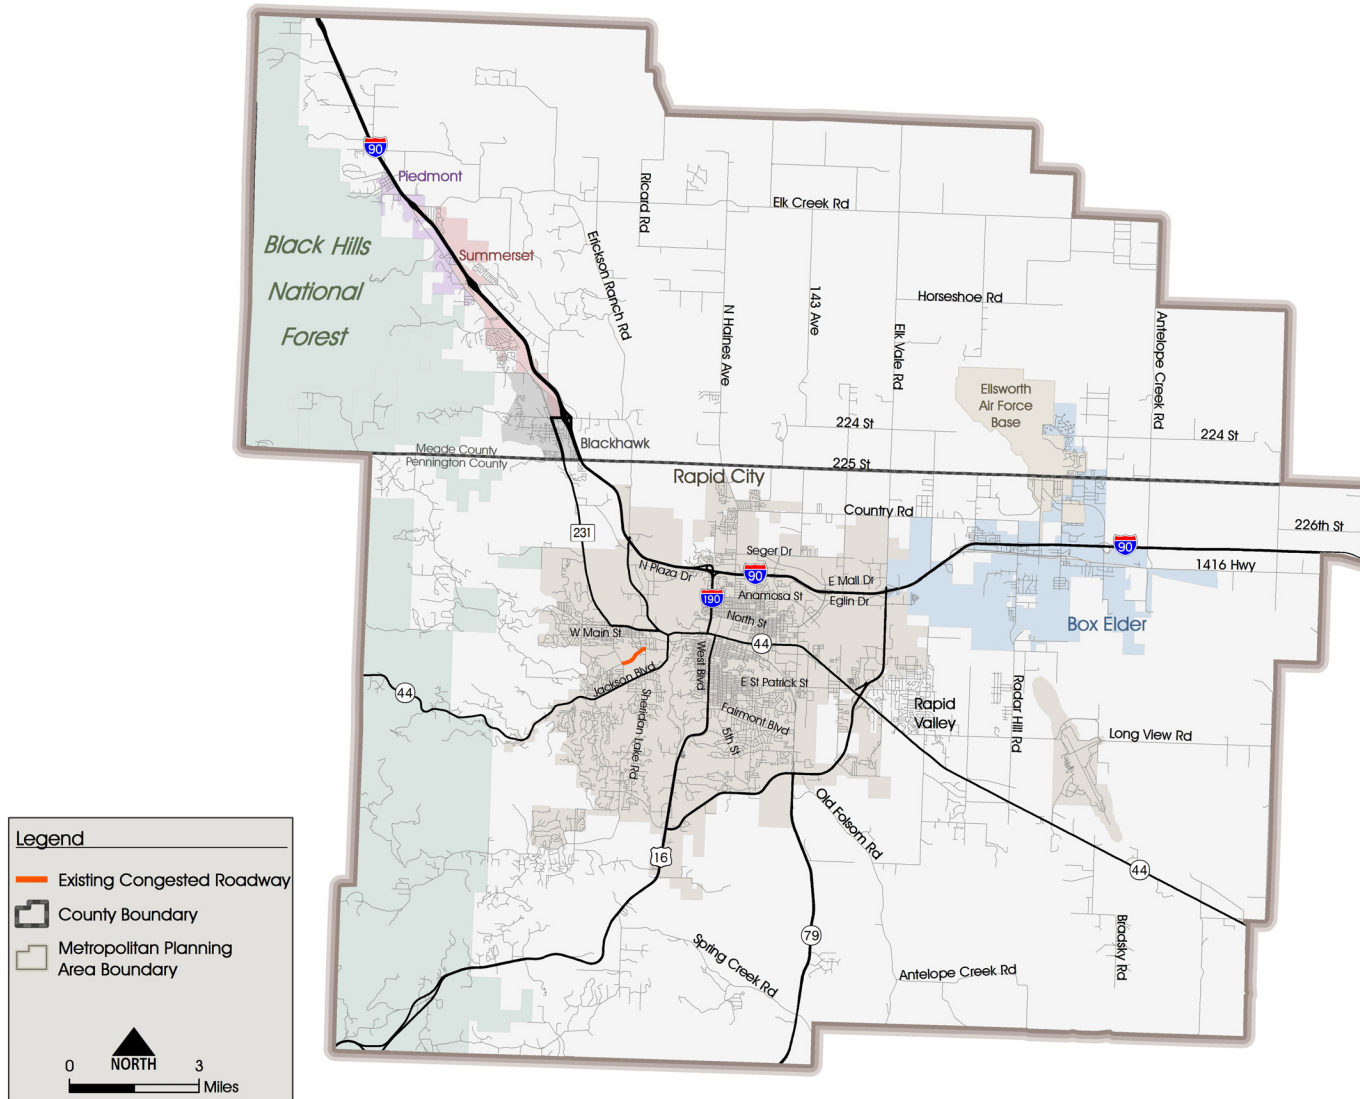 90
Piedmont
Ricard Rd
Elk Creek Rd
Black Hills
National
Forest
Summerset
Erickson Ranch Rd
N Haines Ave
143 Ave
Horseshoe Rd
Elk Vale Rd
Antelope Creek Rd
Ellsworth
Air Force
Base
224 St
224 St
Blackhawk
Meade County
Pennington County
225 St
Rapid City
Country Rd
226th St
231
Seger Dr
90
1416 Hwy
N Plaza Dr
90
E Mall Dr
190
Anamosa St
Eglin Dr
North St
Box Elder
W Main St
44
West Blvd
Jackson Blvd
E St Patrick St
44
Sheridan Lake Rd
Rapid
Valley
Radar Hill Rd
Fairmont Blvd
5th St
Long View Rd
Old Folsom Rd
16
44
79
Spring Creek Rd
Bradsky Rd
Antelope Creek Rd
Legend
Existing Congested Roadway
County Boundary
Metropolitan Planning
Area Boundary
NORTH
0 3
Miles